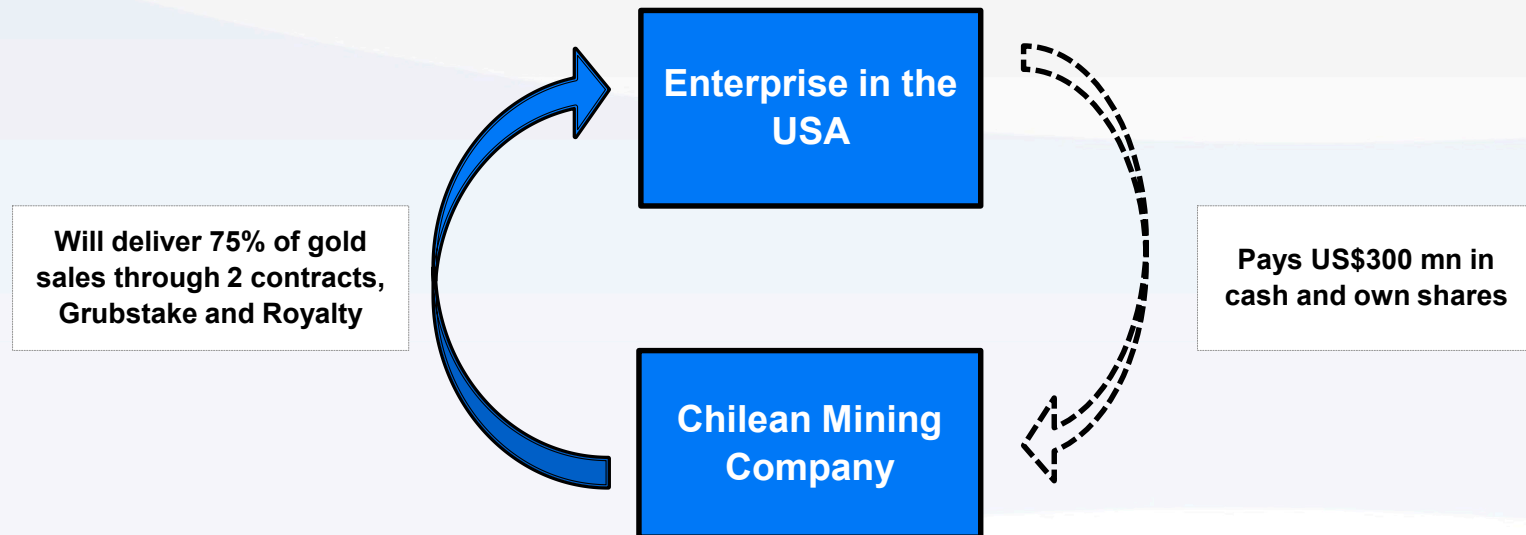 Enterprise in the
USA
Will deliver 75% of gold
sales through 2 contracts,
Grubstake and Royalty
Pays US$300 mn in
cash and own shares
Chilean Mining
Company